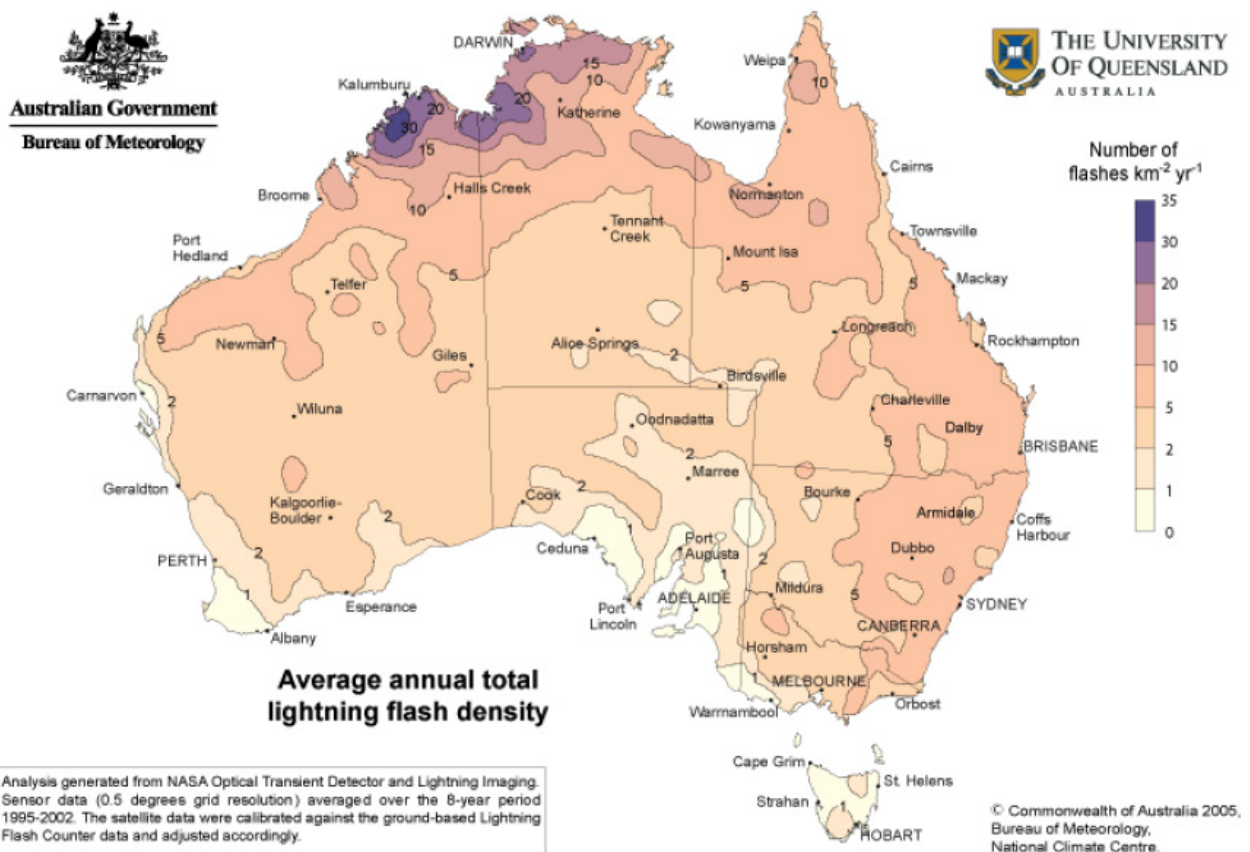 Australian Government
Bureau of Meteorology
THE UNIVERSITY
OF QUEENSLAND
AUSTRALIA
Number of
flashes km⁻² yr⁻¹
35
30
20
15
10
5
2
1
0
DARWIN
15
10
Weipa
10
Kalumburu
20
20
Katherine
30
15
Kowanyama
Cairns
Broome
Halls Creek
10
Normanton
Tennant
Creek
Townsville
Port
Hedland
Mount Isa
5
5
5
Mackay
Telfer
5
Newman
Longreach
Rockhampton
Alice Springs
Giles
2
Birdsville
Carnarvon
2
Wiluna
Charleville
Oodnadatta
Dalby
5
BRISBANE
2
Marree
Geraldton
Cook
2
Bourke
Kalgoorlie-
Boulder
2
Armidale
Coffs
Harbour
1
Ceduna
Port
Augusta
Dubbo
PERTH
2
2
1
Mildura
5
1
Esperance
ADELAIDE
SYDNEY
Port
Lincoln
CANBERRA
Albany
Horsham
1
MELBOURNE
Orbost
Warrnambool
Average annual total
lightning flash density
Cape Grim
St. Helens
Strahan
1
HOBART
Analysis generated from NASA Optical Transient Detector and Lightning Imaging.
Sensor data (0.5 degrees grid resolution) averaged over the 8-year period
1995-2002. The satellite data were calibrated against the ground-based Lightning
Flash Counter data and adjusted accordingly.
© Commonwealth of Australia 2005,
Bureau of Meteorology,
National Climate Centre.